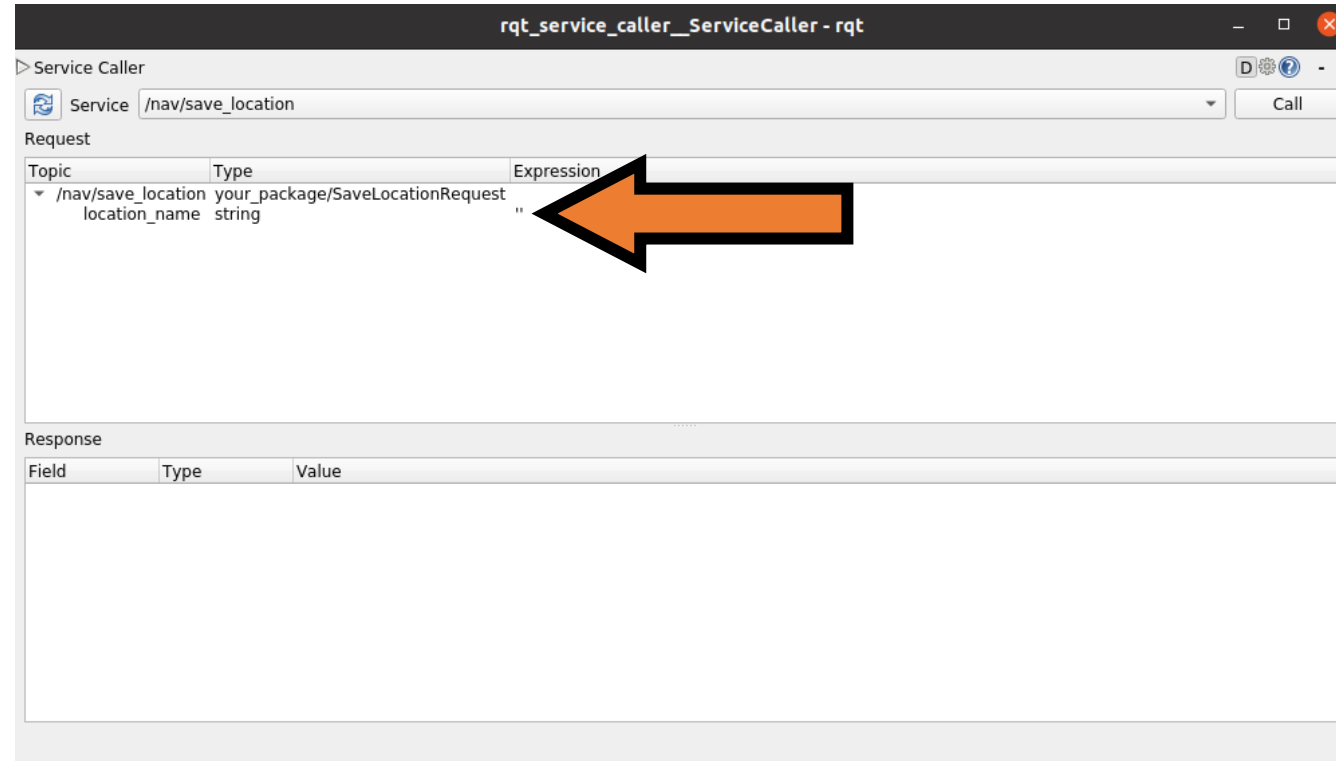 rqt_service_caller__ServiceCaller - rqt
Service Caller
D
-
Service /nav/save_location Call
Request
Topic Type Expression
/nav/save_location your_package/SaveLocationRequest
location_name string ''
Response
Field Type Value